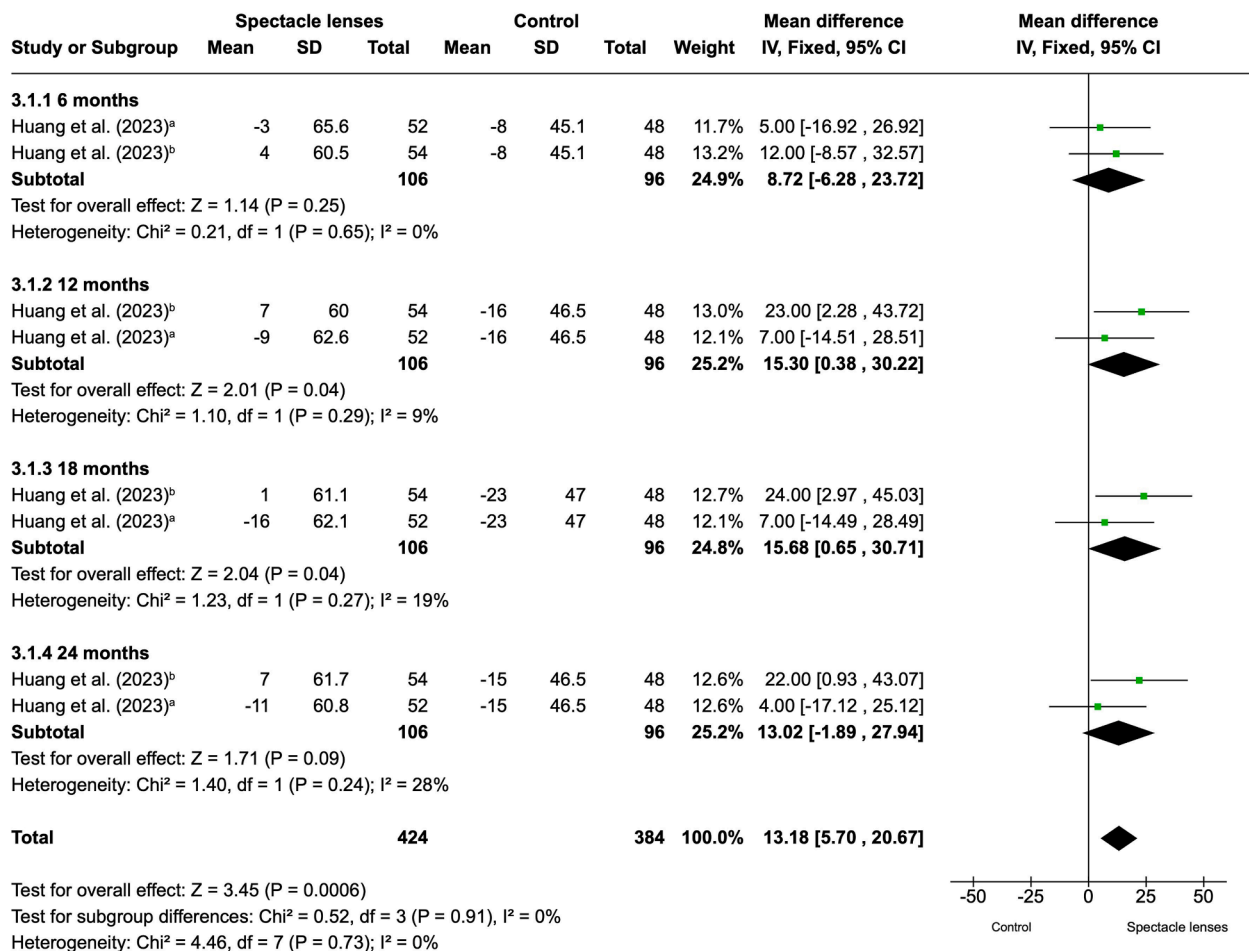 Spectacle lenses Control Mean difference Mean difference
Study or Subgroup Mean SD Total Mean SD Total Weight IV, Fixed, 95% CI IV, Fixed, 95% CI
3.1.1 6 months
Huang et al. (2023)ᵃ -3 65.6 52 -8 45.1 48 11.7% 5.00 [-16.92 , 26.92]
Huang et al. (2023)ᵇ 4 60.5 54 -8 45.1 48 13.2% 12.00 [-8.57 , 32.57]
Subtotal 106 96 24.9% 8.72 [-6.28 , 23.72]
Test for overall effect: Z = 1.14 (P = 0.25)
Heterogeneity: Chi² = 0.21, df = 1 (P = 0.65); I² = 0%
3.1.2 12 months
Huang et al. (2023)ᵇ 7 60 54 -16 46.5 48 13.0% 23.00 [2.28 , 43.72]
Huang et al. (2023)ᵃ -9 62.6 52 -16 46.5 48 12.1% 7.00 [-14.51 , 28.51]
Subtotal 106 96 25.2% 15.30 [0.38 , 30.22]
Test for overall effect: Z = 2.01 (P = 0.04)
Heterogeneity: Chi² = 1.10, df = 1 (P = 0.29); I² = 9%
3.1.3 18 months
Huang et al. (2023)ᵇ 1 61.1 54 -23 47 48 12.7% 24.00 [2.97 , 45.03]
Huang et al. (2023)ᵃ -16 62.1 52 -23 47 48 12.1% 7.00 [-14.49 , 28.49]
Subtotal 106 96 24.8% 15.68 [0.65 , 30.71]
Test for overall effect: Z = 2.04 (P = 0.04)
Heterogeneity: Chi² = 1.23, df = 1 (P = 0.27); I² = 19%
3.1.4 24 months
Huang et al. (2023)ᵇ 7 61.7 54 -15 46.5 48 12.6% 22.00 [0.93 , 43.07]
Huang et al. (2023)ᵃ -11 60.8 52 -15 46.5 48 12.6% 4.00 [-17.12 , 25.12]
Subtotal 106 96 25.2% 13.02 [-1.89 , 27.94]
Test for overall effect: Z = 1.71 (P = 0.09)
Heterogeneity: Chi² = 1.40, df = 1 (P = 0.24); I² = 28%
Total 424 384 100.0% 13.18 [5.70 , 20.67]
Test for overall effect: Z = 3.45 (P = 0.0006)
Test for subgroup differences: Chi² = 0.52, df = 3 (P = 0.91), I² = 0%
Heterogeneity: Chi² = 4.46, df = 7 (P = 0.73); I² = 0%
-50 -25 0 25 50
Control Spectacle lenses